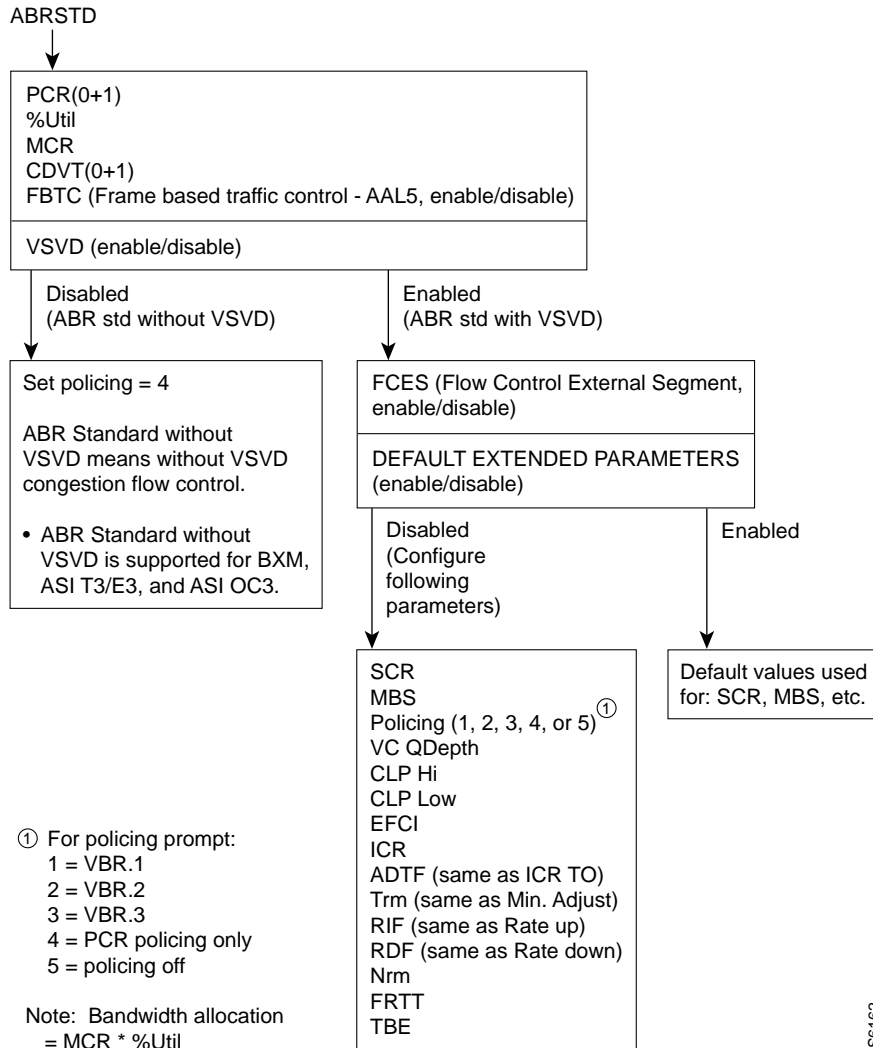 ABRSTD
PCR(0+1)
%Util
MCR
CDVT(0+1)
FBTC (Frame based traffic control - AAL5, enable/disable)
VSVD (enable/disable)
Disabled
(ABR std without VSVD)
Enabled
(ABR std with VSVD)
Set policing = 4
ABR Standard without
VSVD means without VSVD
congestion flow control.
• ABR Standard without
VSVD is supported for BXM,
ASI T3/E3, and ASI OC3.
FCES (Flow Control External Segment,
enable/disable)
DEFAULT EXTENDED PARAMETERS
(enable/disable)
Disabled
(Configure
following
parameters)
Enabled
SCR
MBS
Policing (1, 2, 3, 4, or 5) ①
VC QDepth
CLP Hi
CLP Low
EFCI
ICR
ADTF (same as ICR TO)
Trm (same as Min. Adjust)
RIF (same as Rate up)
RDF (same as Rate down)
Nrm
FRTT
TBE
Default values used
for: SCR, MBS, etc.
① For policing prompt:
1 = VBR.1
2 = VBR.2
3 = VBR.3
4 = PCR policing only
5 = policing off
Note: Bandwidth allocation
= MCR * %Util